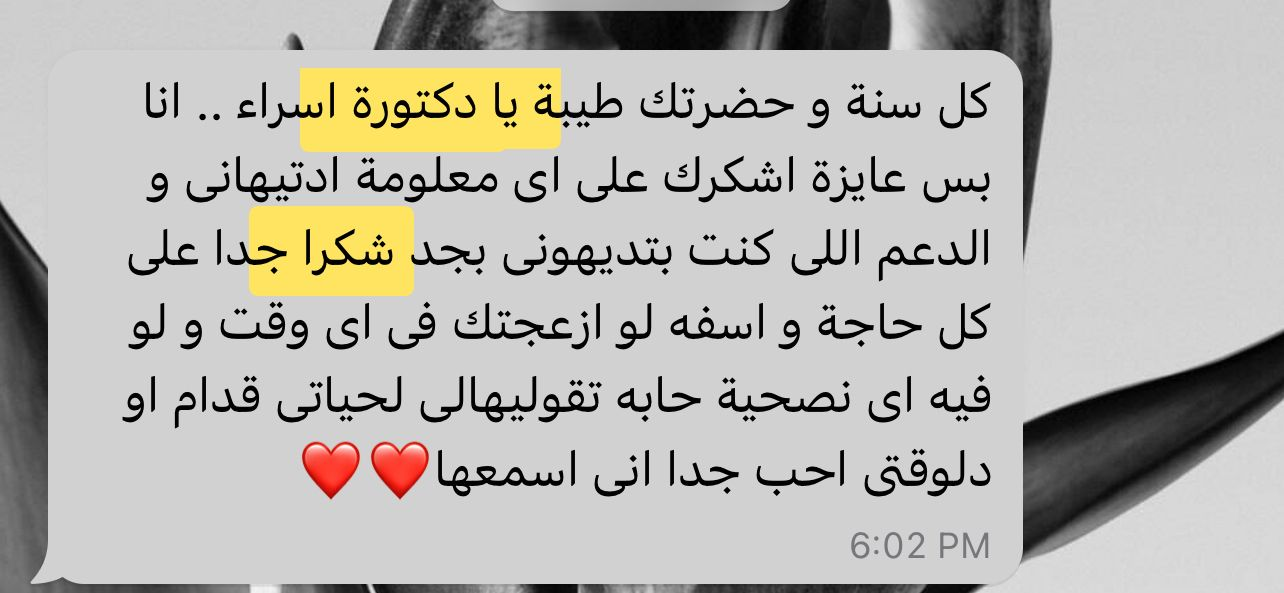 كل سنة و حضرتك طيبة يا دكتورة اسراء .. انا
بس عايزة اشكرك على اى معلومة ادتيهانى و
الدعم اللى كنت بتديهونى بجد شكرا جدا على
كل حاجة و اسفه لو ازعجتك فى اى وقت و لو
فيه اى نصحية حابه تقوليهالى لحياتى قدام او
دلوقتى احب جدا انى اسمعها❤️❤️
6:02 PM